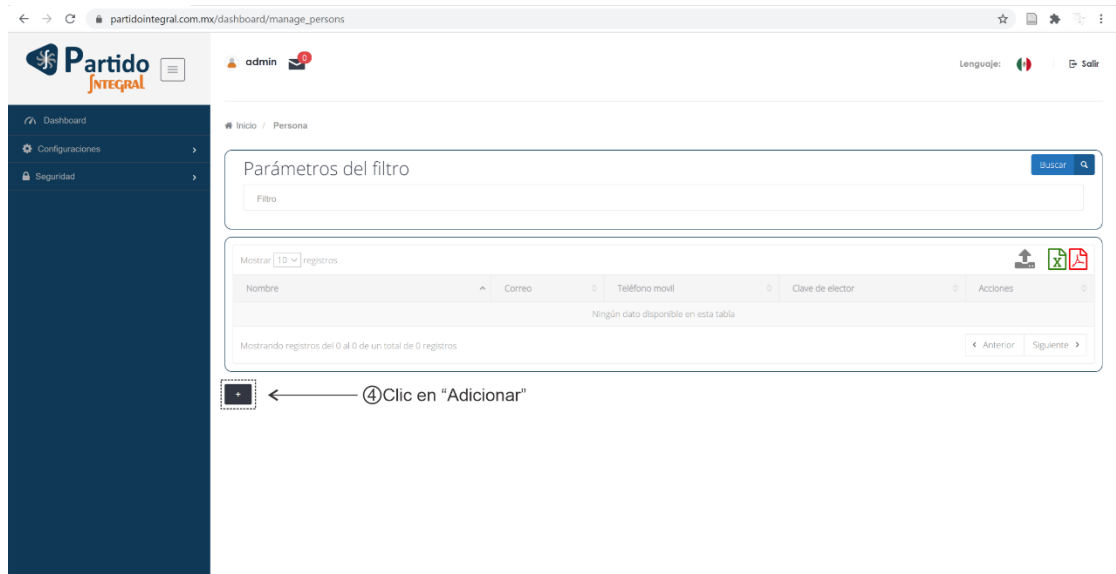 partidointegral.com.mx/dashboard/manage_persons
Partido
INTEGRAL
admin
0
Lenguaje:
Salir
Dashboard
Inicio / Persona
Configuraciones
Seguridad
Parámetros del filtro
Buscar
Filtro
Mostrar 10 registros
Nombre Correo Teléfono movil Clave de elector Acciones
Ningún dato disponible en esta tabla
Mostrando registros del 0 al 0 de un total de 0 registros
Anterior Siguiente
+
④Clic en “Adicionar”